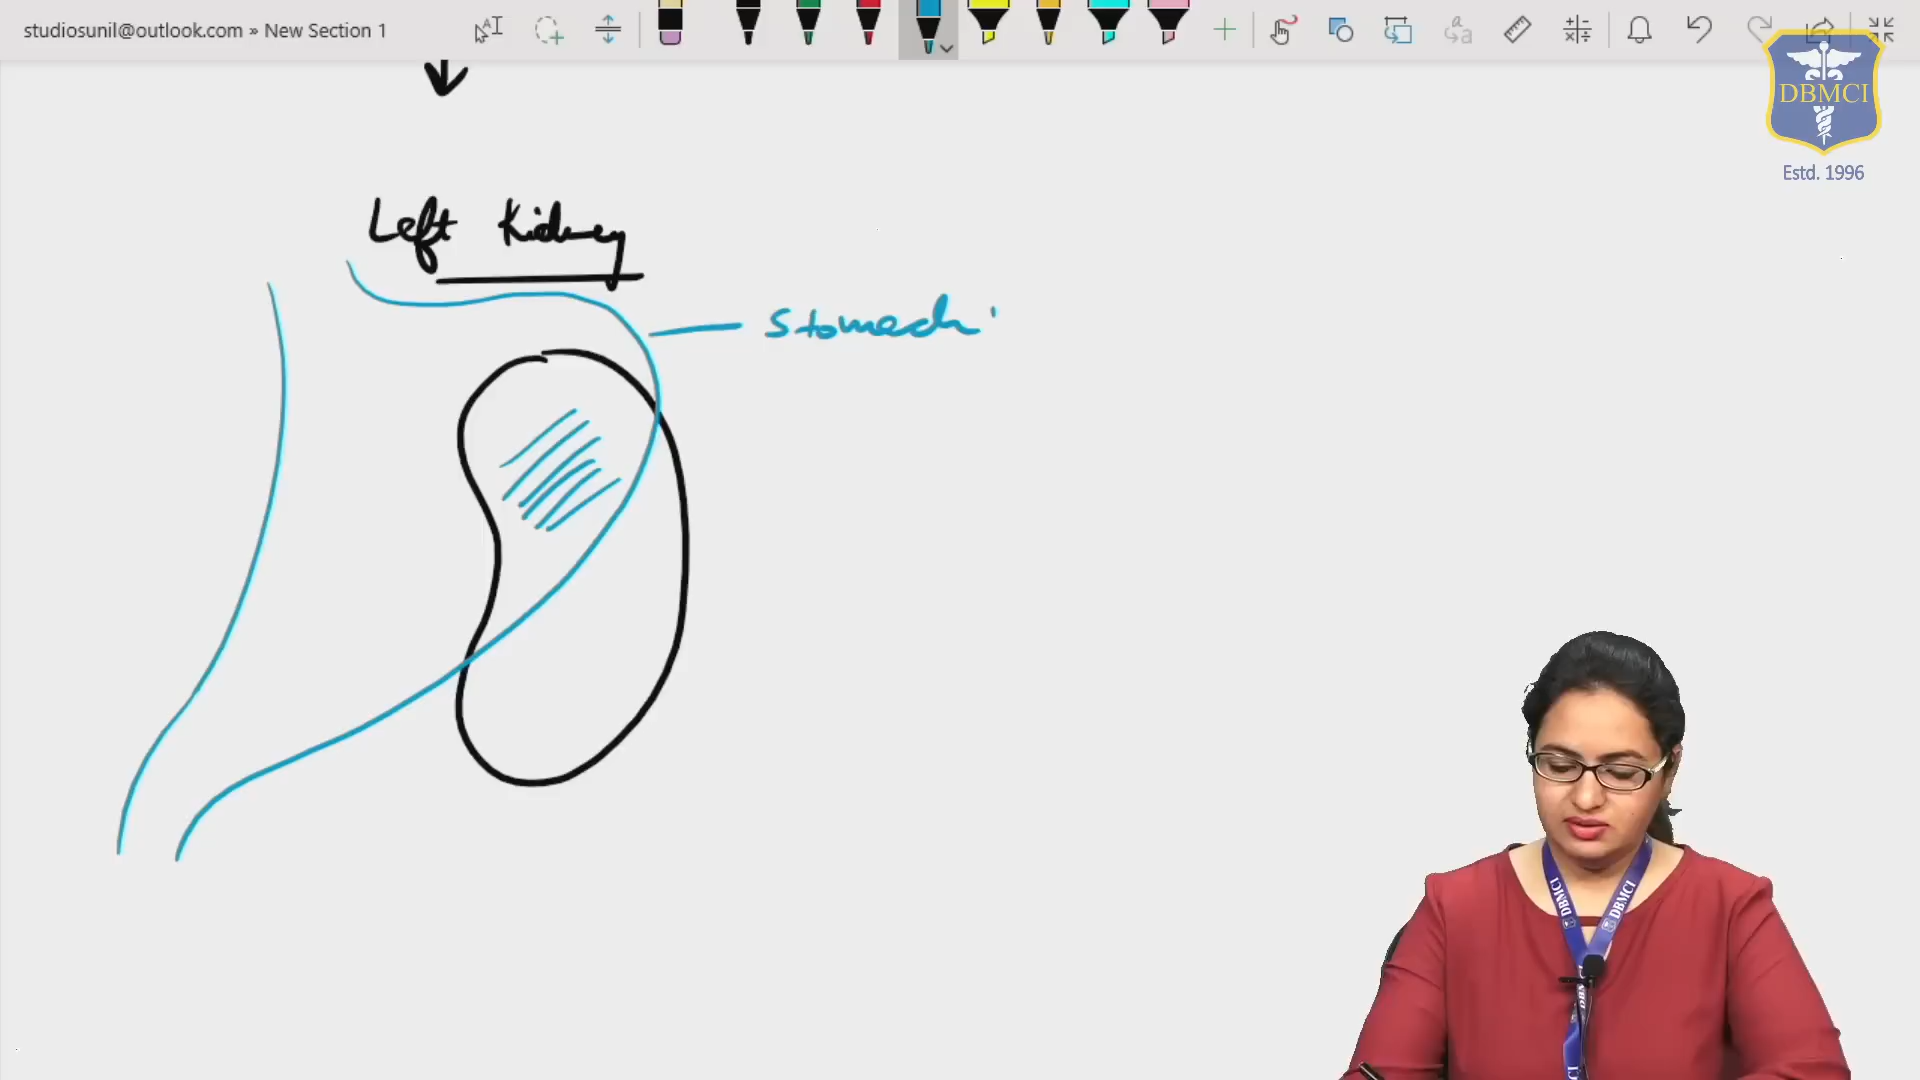 studiosunil@outlook.com » New Section 1
DBMCI
Estd. 1996
Left Kidney
Stomach
DBMCI
DBMCI